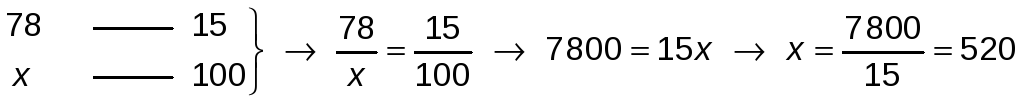 78 —— 15
x —— 100 } → 78/x = 15/100 → 7800 = 15x → x = 7800/15 = 520